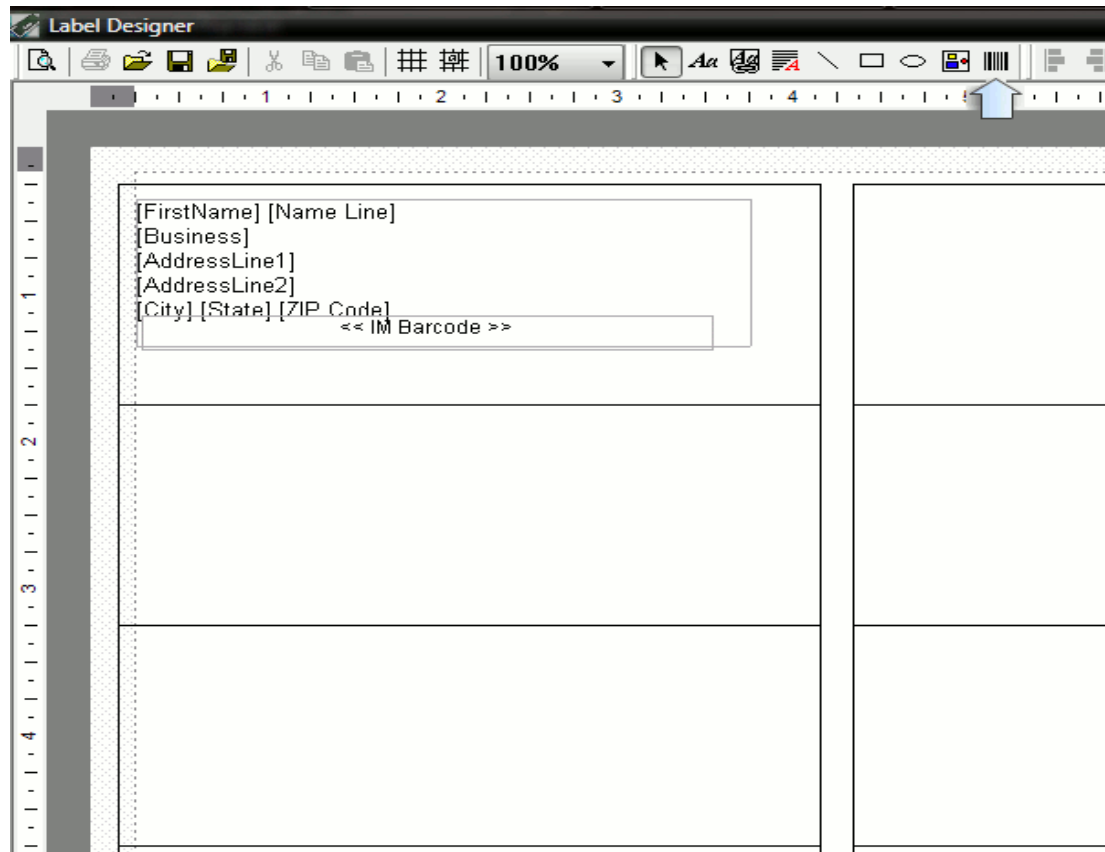 Label Designer
100%
Aa
1 2 3 4
[FirstName] [Name Line]
[Business]
[AddressLine1]
[AddressLine2]
[City] [State] [ZIP Code]
<< IM Barcode >>
1
2
3
4